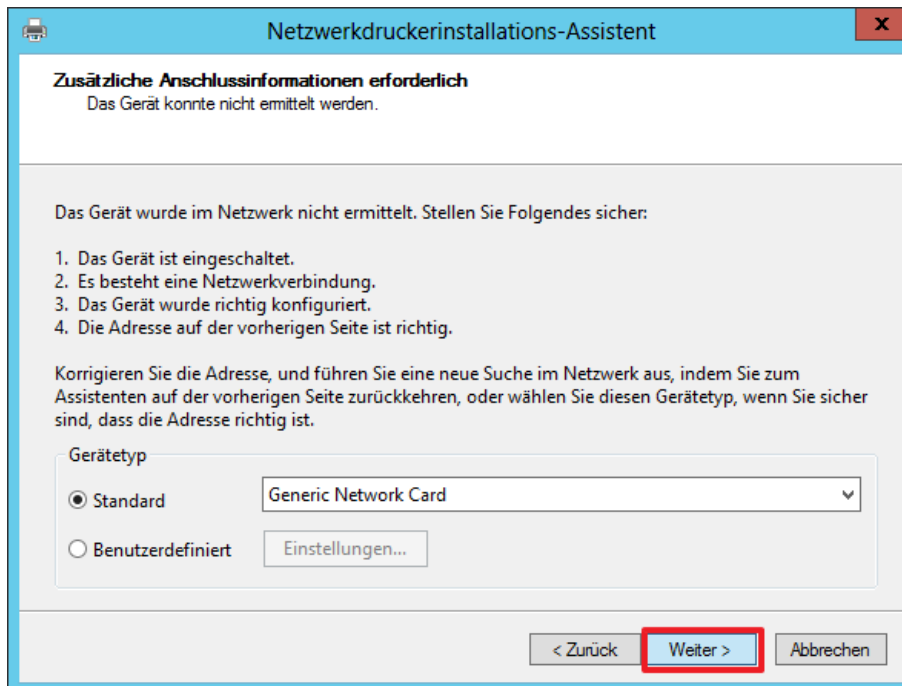 Netzwerkdruckerinstallations-Assistent
x
Zusätzliche Anschlussinformationen erforderlich
Das Gerät konnte nicht ermittelt werden.
Das Gerät wurde im Netzwerk nicht ermittelt. Stellen Sie Folgendes sicher:
1. Das Gerät ist eingeschaltet.
2. Es besteht eine Netzwerkverbindung.
3. Das Gerät wurde richtig konfiguriert.
4. Die Adresse auf der vorherigen Seite ist richtig.
Korrigieren Sie die Adresse, und führen Sie eine neue Suche im Netzwerk aus, indem Sie zum
Assistenten auf der vorherigen Seite zurückkehren, oder wählen Sie diesen Gerätetyp, wenn Sie sicher
sind, dass die Adresse richtig ist.
Gerätetyp
Standard
Generic Network Card
Benutzerdefiniert
Einstellungen...
< Zurück
Weiter >
Abbrechen